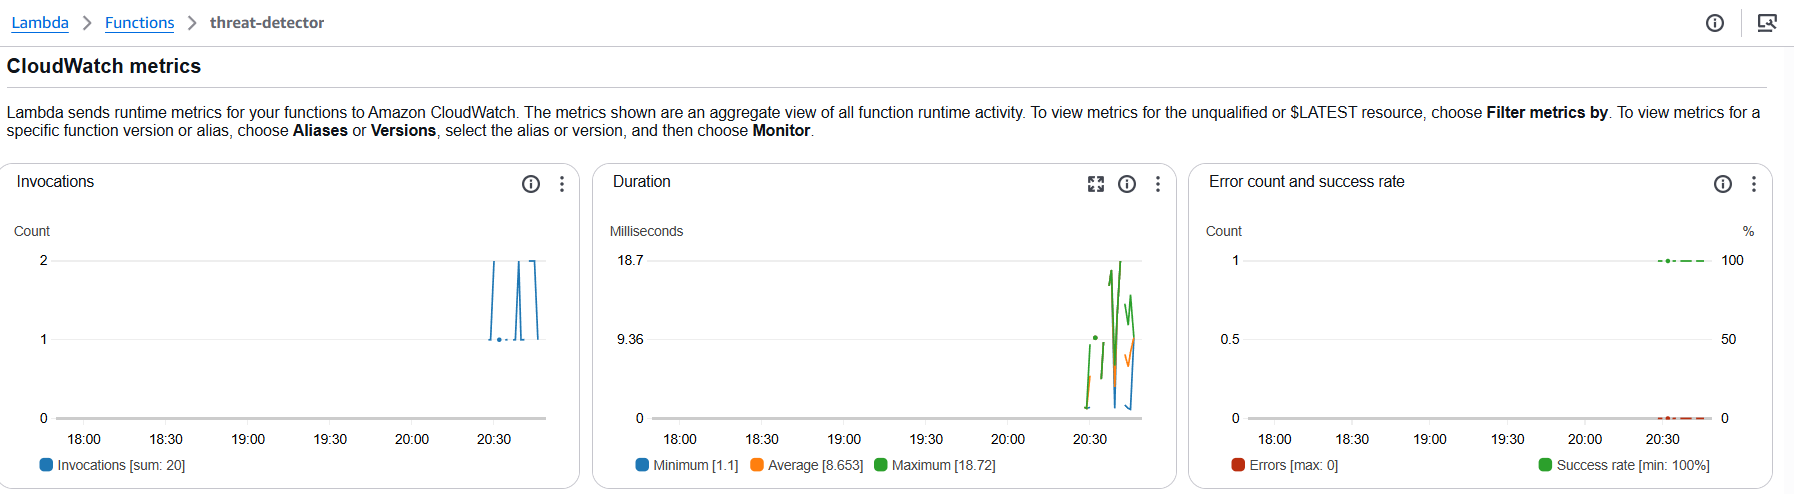 Lambda > Functions > threat-detector
CloudWatch metrics
Lambda sends runtime metrics for your functions to Amazon CloudWatch. The metrics shown are an aggregate view of all function runtime activity. To view metrics for the unqualified or $LATEST resource, choose Filter metrics by. To view metrics for a
specific function version or alias, choose Aliases or Versions, select the alias or version, and then choose Monitor.
Invocations
Count
2
1
0
18:00 18:30 19:00 19:30 20:00 20:30
Invocations [sum: 20]
Duration
Milliseconds
18.7
9.36
0
18:00 18:30 19:00 19:30 20:00 20:30
Minimum [1.1] Average [8.653] Maximum [18.72]
Error count and success rate
Count %
1 100
0.5 50
0 0
18:00 18:30 19:00 19:30 20:00 20:30
Errors [max: 0] Success rate [min: 100%]